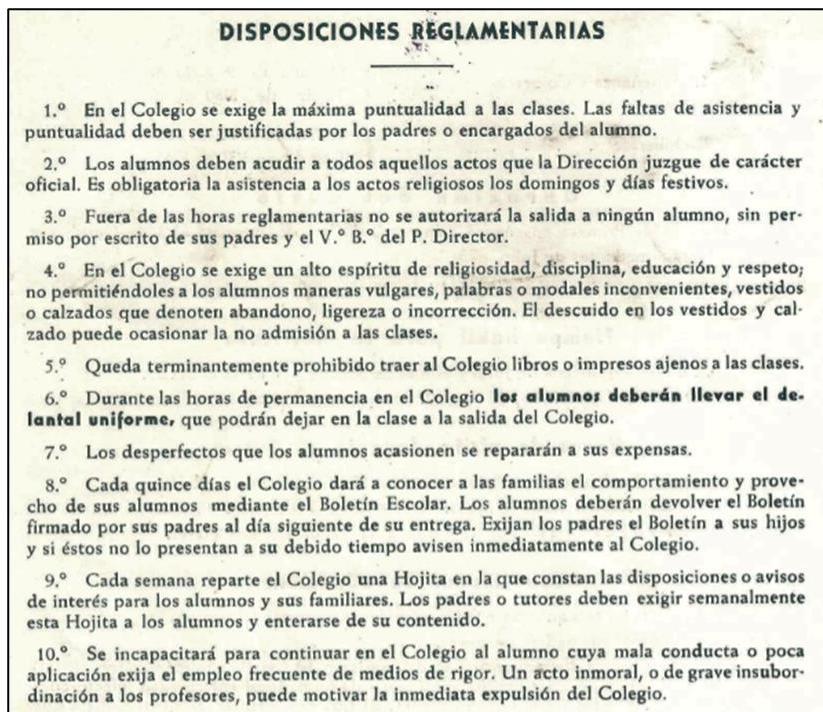 DISPOSICIONES REGLAMENTARIAS
1.º En el Colegio se exige la máxima puntualidad a las clases. Las faltas de asistencia y
puntualidad deben ser justificadas por los padres o encargados del alumno.
2.º Los alumnos deben acudir a todos aquellos actos que la Dirección juzgue de carácter
oficial. Es obligatoria la asistencia a los actos religiosos los domingos y días festivos.
3.º Fuera de las horas reglamentarias no se autorizará la salida a ningún alumno, sin per-
miso por escrito de sus padres y el V.º B.º del P. Director.
4.º En el Colegio se exige un alto espíritu de religiosidad, disciplina, educación y respeto;
no permitiéndoles a los alumnos maneras vulgares, palabras o modales inconvenientes, vestidos
o calzados que denoten abandono, ligereza o incorrección. El descuido en los vestidos y cal-
zado puede ocasionar la no admisión a las clases.
5.º Queda terminantemente prohibido traer al Colegio libros o impresos ajenos a las clases.
6.º Durante las horas de permanencia en el Colegio los alumnos deberán llevar el de-
lantal uniforme, que podrán dejar en la clase a la salida del Colegio.
7.º Los desperfectos que los alumnos acasionen se repararán a sus expensas.
8.º Cada quince días el Colegio dará a conocer a las familias el comportamiento y prove-
cho de sus alumnos mediante el Boletín Escolar. Los alumnos deberán devolver el Boletín
firmado por sus padres al día siguiente de su entrega. Exijan los padres el Boletín a sus hijos
y si éstos no lo presentan a su debido tiempo avisen inmediatamente al Colegio.
9.º Cada semana reparte el Colegio una Hojita en la que constan las disposiciones o avisos
de interés para los alumnos y sus familiares. Los padres o tutores deben exigir semanalmente
esta Hojita a los alumnos y enterarse de su contenido.
10.º Se incapacitará para continuar en el Colegio al alumno cuya mala conducta o poca
aplicación exija el empleo frecuente de medios de rigor. Un acto inmoral, o de grave insubor-
dinación a los profesores, puede motivar la inmediata expulsión del Colegio.